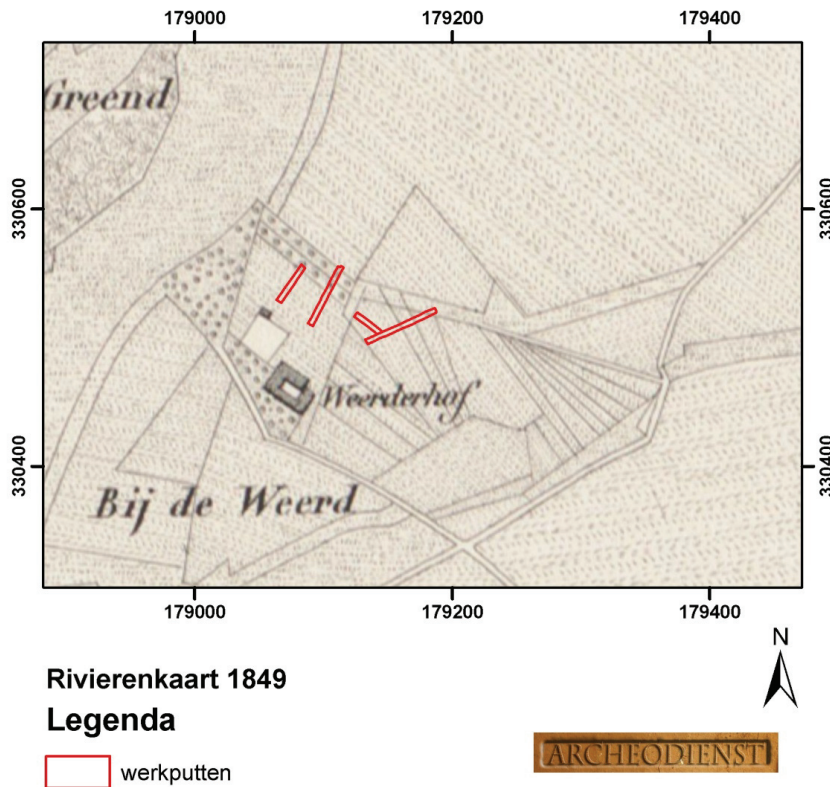 179000 179200 179400
Greend
330600 330600
Weerderhof
330400 330400
Bij de Weerd
179000 179200 179400
N
Rivierenkaart 1849
Legenda
ARCHEODIENST
werkputten